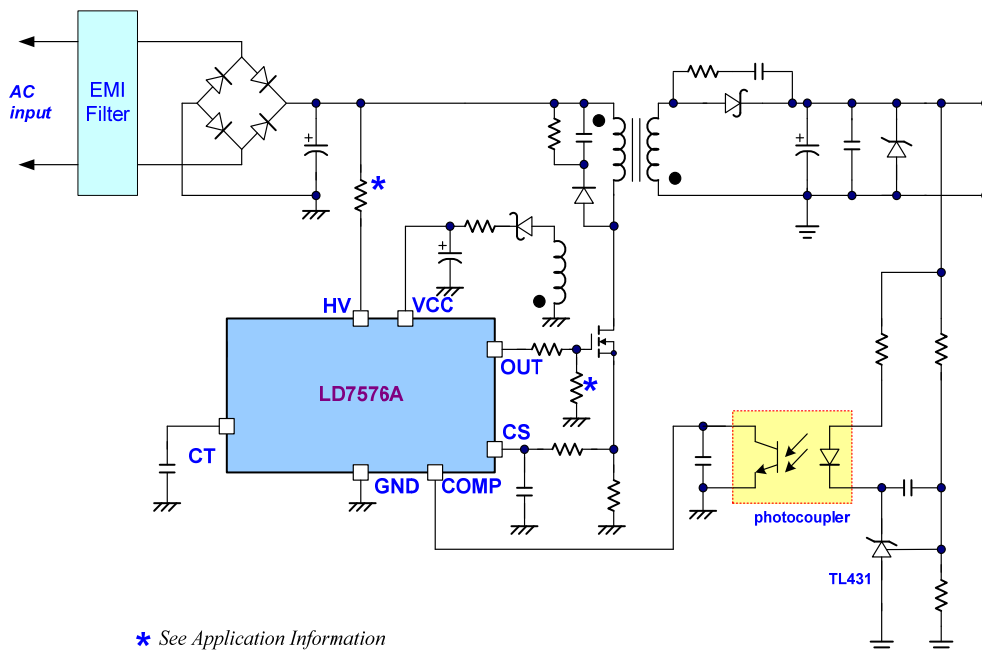 AC
input
EMI
Filter
+
*
+
+
HV
VCC
OUT
*
LD7576A
CS
CT
GND
COMP
photocoupler
TL431
* See Application Information